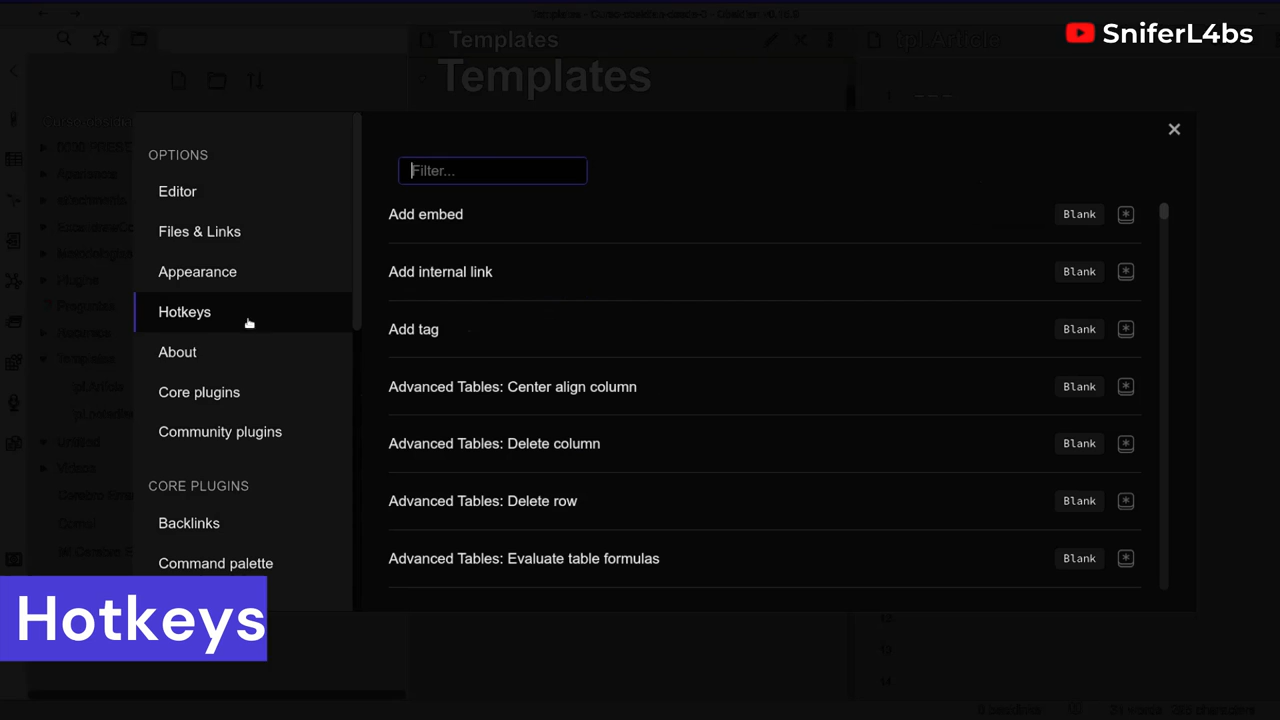 SniferL4bs
Templates
Templates
tpl.Article
OPTIONS
Editor
Files & Links
Appearance
Hotkeys
About
Core plugins
Community plugins
CORE PLUGINS
Backlinks
Command palette
Filter...
Add embed Blank
Add internal link Blank
Add tag Blank
Advanced Tables: Center align column Blank
Advanced Tables: Delete column Blank
Advanced Tables: Delete row Blank
Advanced Tables: Evaluate table formulas Blank
Hotkeys